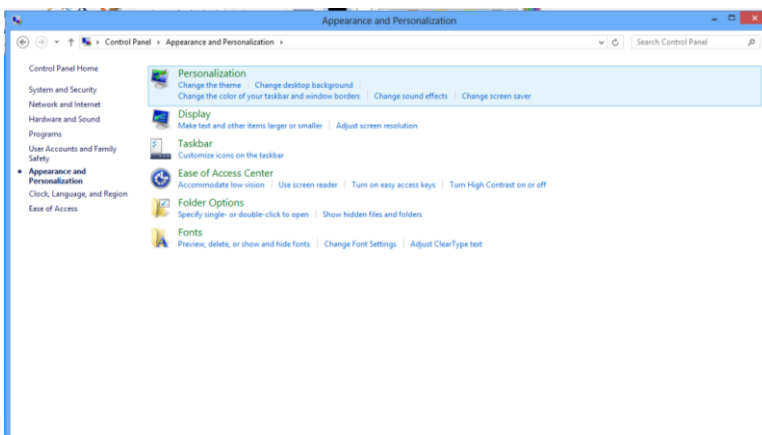 Appearance and Personalization
Control Panel Appearance and Personalization
Search Control Panel
Control Panel Home
System and Security
Network and Internet
Hardware and Sound
Programs
User Accounts and Family
Safety
Appearance and
Personalization
Clock, Language, and Region
Ease of Access
Personalization
Change the theme Change desktop background
Change the color of your taskbar and window borders Change sound effects Change screen saver
Display
Make text and other items larger or smaller Adjust screen resolution
Taskbar
Customize icons on the taskbar
Ease of Access Center
Accommodate low vision Use screen reader Turn on easy access keys Turn High Contrast on or off
Folder Options
Specify single- or double-click to open Show hidden files and folders
Fonts
Preview, delete, or show and hide fonts Change Font Settings Adjust ClearType text